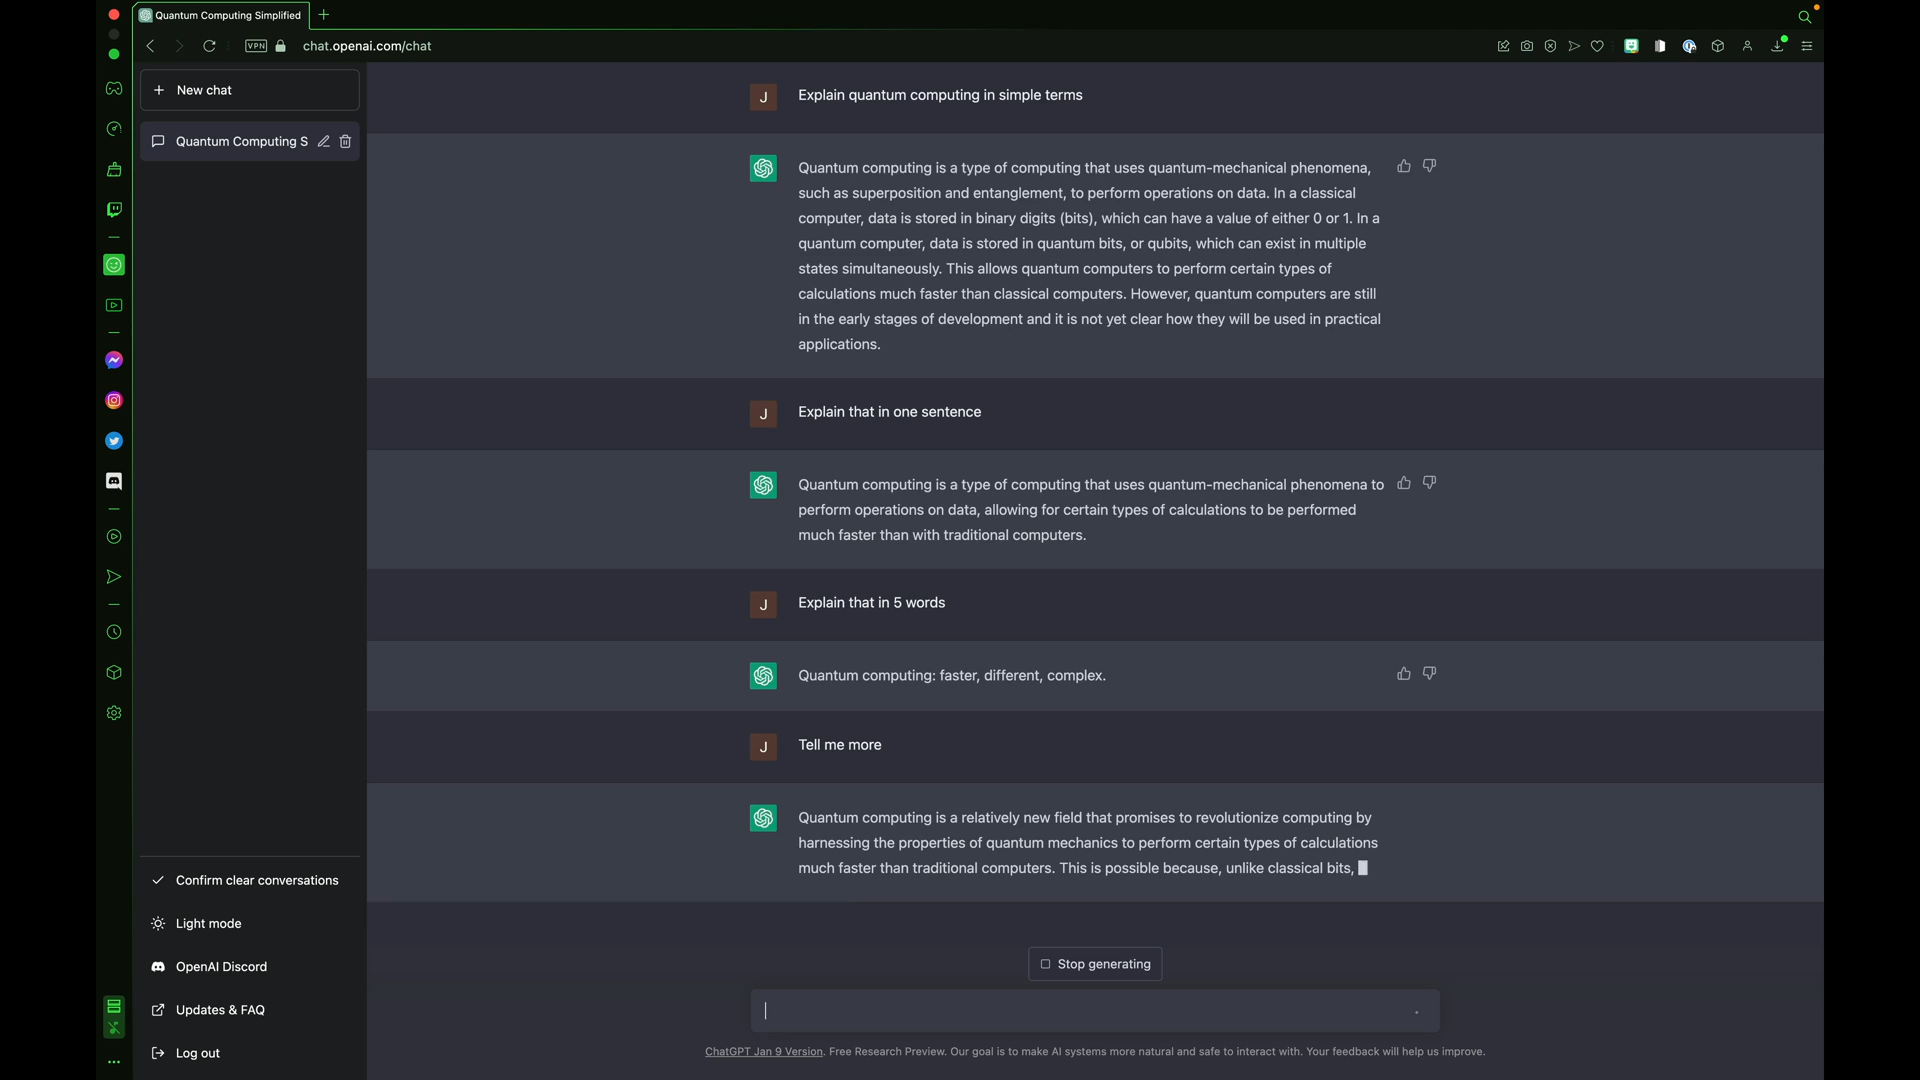 Quantum Computing Simplified
VPN
chat.openai.com/chat
New chat
Quantum Computing S
Confirm clear conversations
Light mode
OpenAI Discord
Updates & FAQ
Log out
J
Explain quantum computing in simple terms
Quantum computing is a type of computing that uses quantum-mechanical phenomena,
such as superposition and entanglement, to perform operations on data. In a classical
computer, data is stored in binary digits (bits), which can have a value of either 0 or 1. In a
quantum computer, data is stored in quantum bits, or qubits, which can exist in multiple
states simultaneously. This allows quantum computers to perform certain types of
calculations much faster than classical computers. However, quantum computers are still
in the early stages of development and it is not yet clear how they will be used in practical
applications.
J
Explain that in one sentence
Quantum computing is a type of computing that uses quantum-mechanical phenomena to
perform operations on data, allowing for certain types of calculations to be performed
much faster than with traditional computers.
J
Explain that in 5 words
Quantum computing: faster, different, complex.
J
Tell me more
Quantum computing is a relatively new field that promises to revolutionize computing by
harnessing the properties of quantum mechanics to perform certain types of calculations
much faster than traditional computers. This is possible because, unlike classical bits,
Stop generating
ChatGPT Jan 9 Version. Free Research Preview. Our goal is to make AI systems more natural and safe to interact with. Your feedback will help us improve.